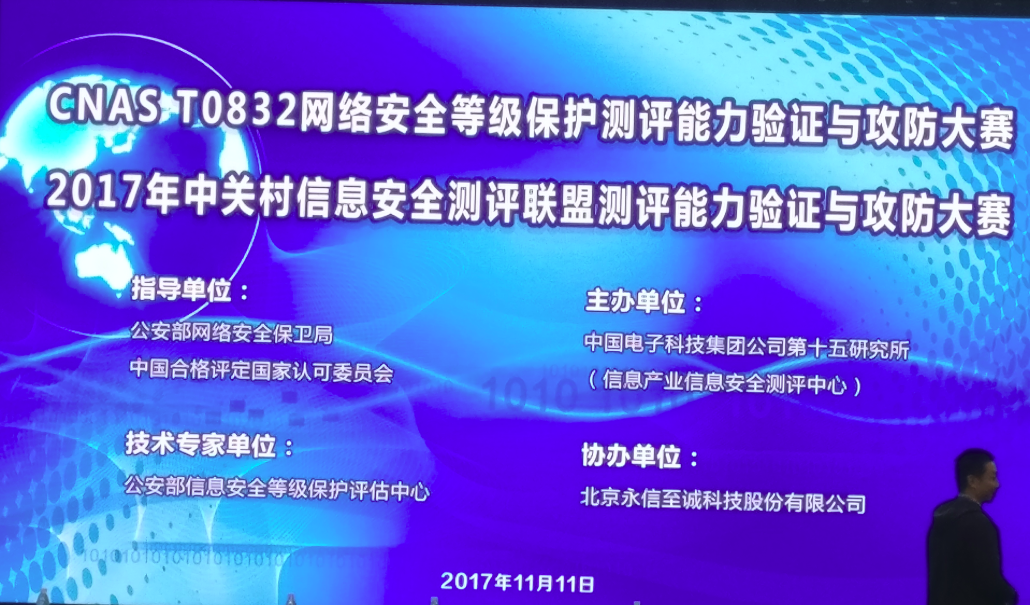 CNAS T0832网络安全等级保护测评能力验证与攻防大赛
2017年中关村信息安全测评联盟测评能力验证与攻防大赛
指导单位：
公安部网络安全保卫局
中国合格评定国家认可委员会
主办单位：
中国电子科技集团公司第十五研究所
（信息产业信息安全测评中心）
技术专家单位：
公安部信息安全等级保护评估中心
协办单位：
北京永信至诚科技股份有限公司
2017年11月11日